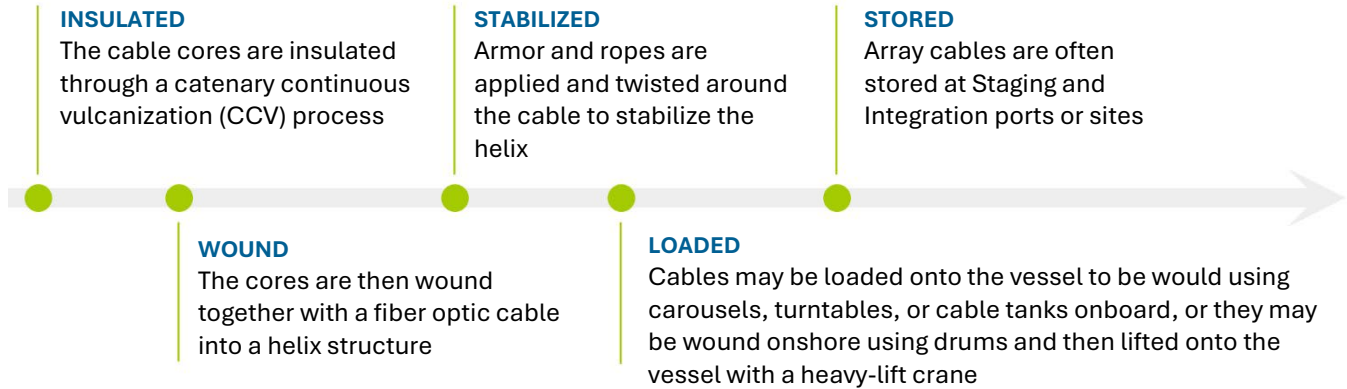 INSULATED
The cable cores are insulated
through a catenary continuous
vulcanization (CCV) process
WOUND
The cores are then wound
together with a fiber optic cable
into a helix structure
STABILIZED
Armor and ropes are
applied and twisted around
the cable to stabilize the
helix
LOADED
Cables may be loaded onto the vessel to be would using
carousels, turntables, or cable tanks onboard, or they may
be wound onshore using drums and then lifted onto the
vessel with a heavy-lift crane
STORED
Array cables are often
stored at Staging and
Integration ports or sites